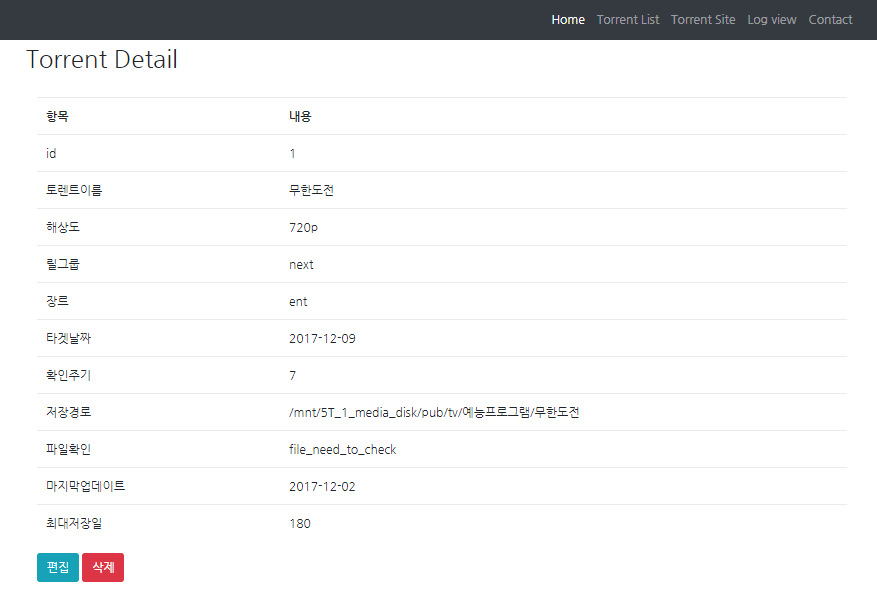 Home Torrent List Torrent Site Log view Contact
Torrent Detail
항목 내용
id 1
토렌트이름 무한도전
해상도 720p
릴그룹 next
장르 ent
타겟날짜 2017-12-09
확인주기 7
저장경로 /mnt/5T_1_media_disk/pub/tv/예능프로그램/무한도전
파일확인 file_need_to_check
마지막업데이트 2017-12-02
최대저장일 180
편집 삭제